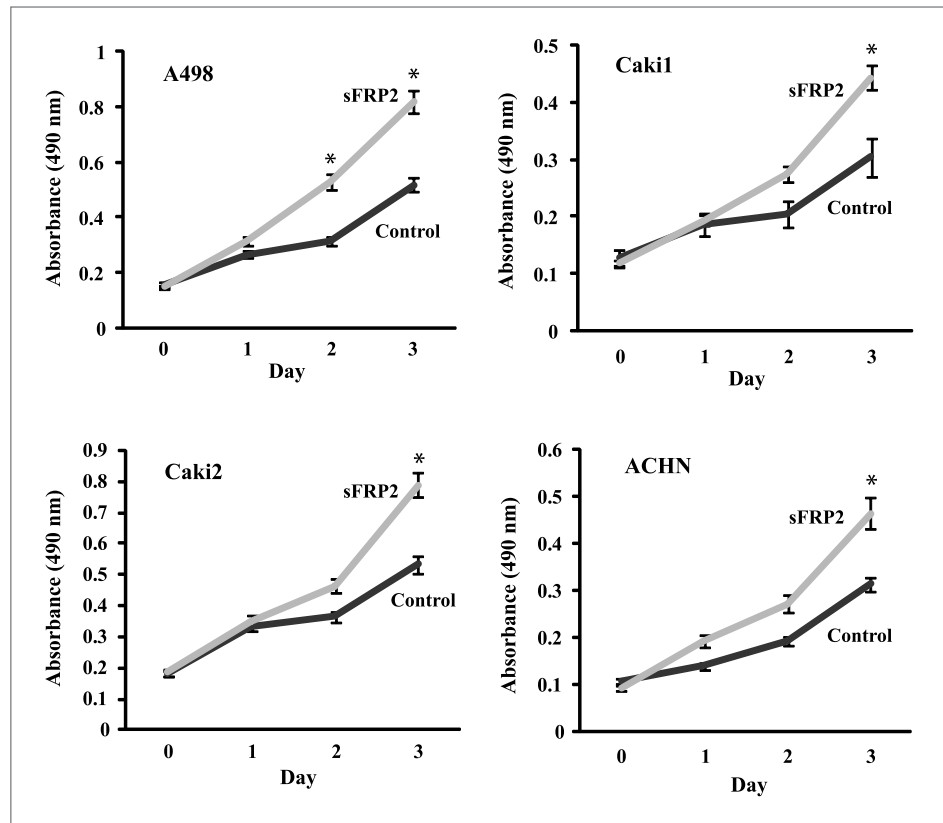 A498
Absorbance (490 nm)
1
0.8
0.6
0.4
0.2
0
*
*
sFRP2
Control
0 1 2 3
Day
Caki1
Absorbance (490 nm)
0.5
0.4
0.3
0.2
0.1
0
*
sFRP2
Control
0 1 2 3
Day
Caki2
Absorbance (490 nm)
0.9
0.8
0.7
0.6
0.5
0.4
0.3
0.2
0.1
0
*
sFRP2
Control
0 1 2 3
Day
ACHN
Absorbance (490 nm)
0.6
0.5
0.4
0.3
0.2
0.1
0
*
sFRP2
Control
0 1 2 3
Day